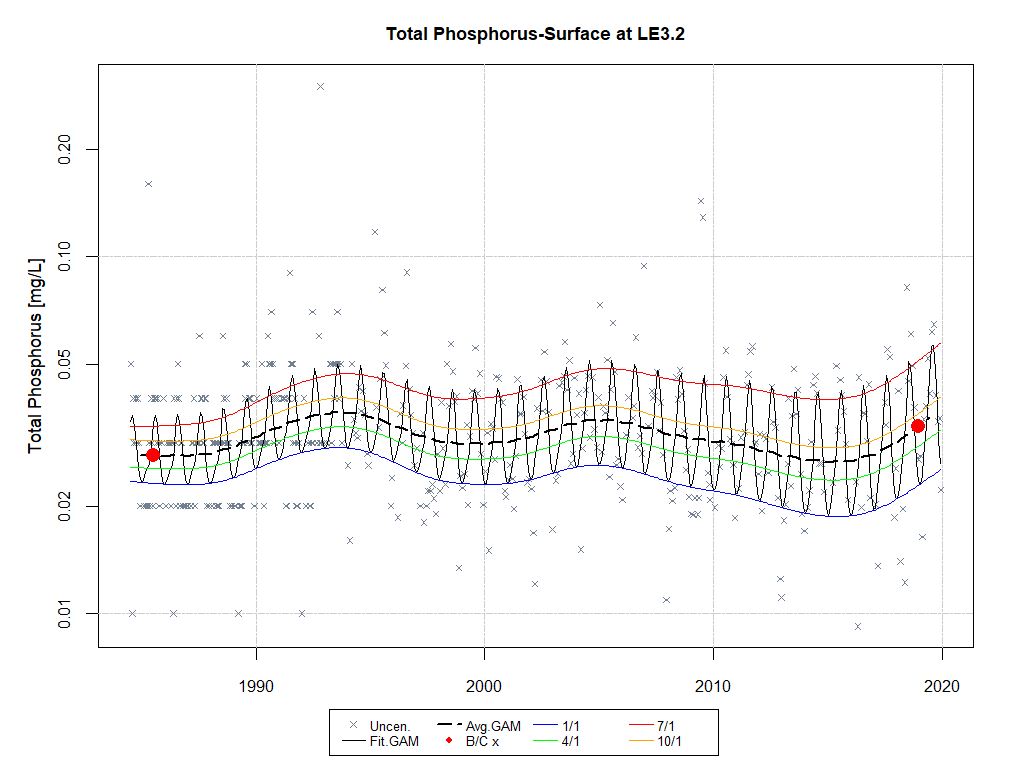 Total Phosphorus-Surface at LE3.2
Total Phosphorus [mg/L]
0.20
0.10
0.05
0.02
0.01
1990 2000 2010 2020
Uncen. Avg.GAM 1/1 7/1
Fit.GAM B/C x 4/1 10/1